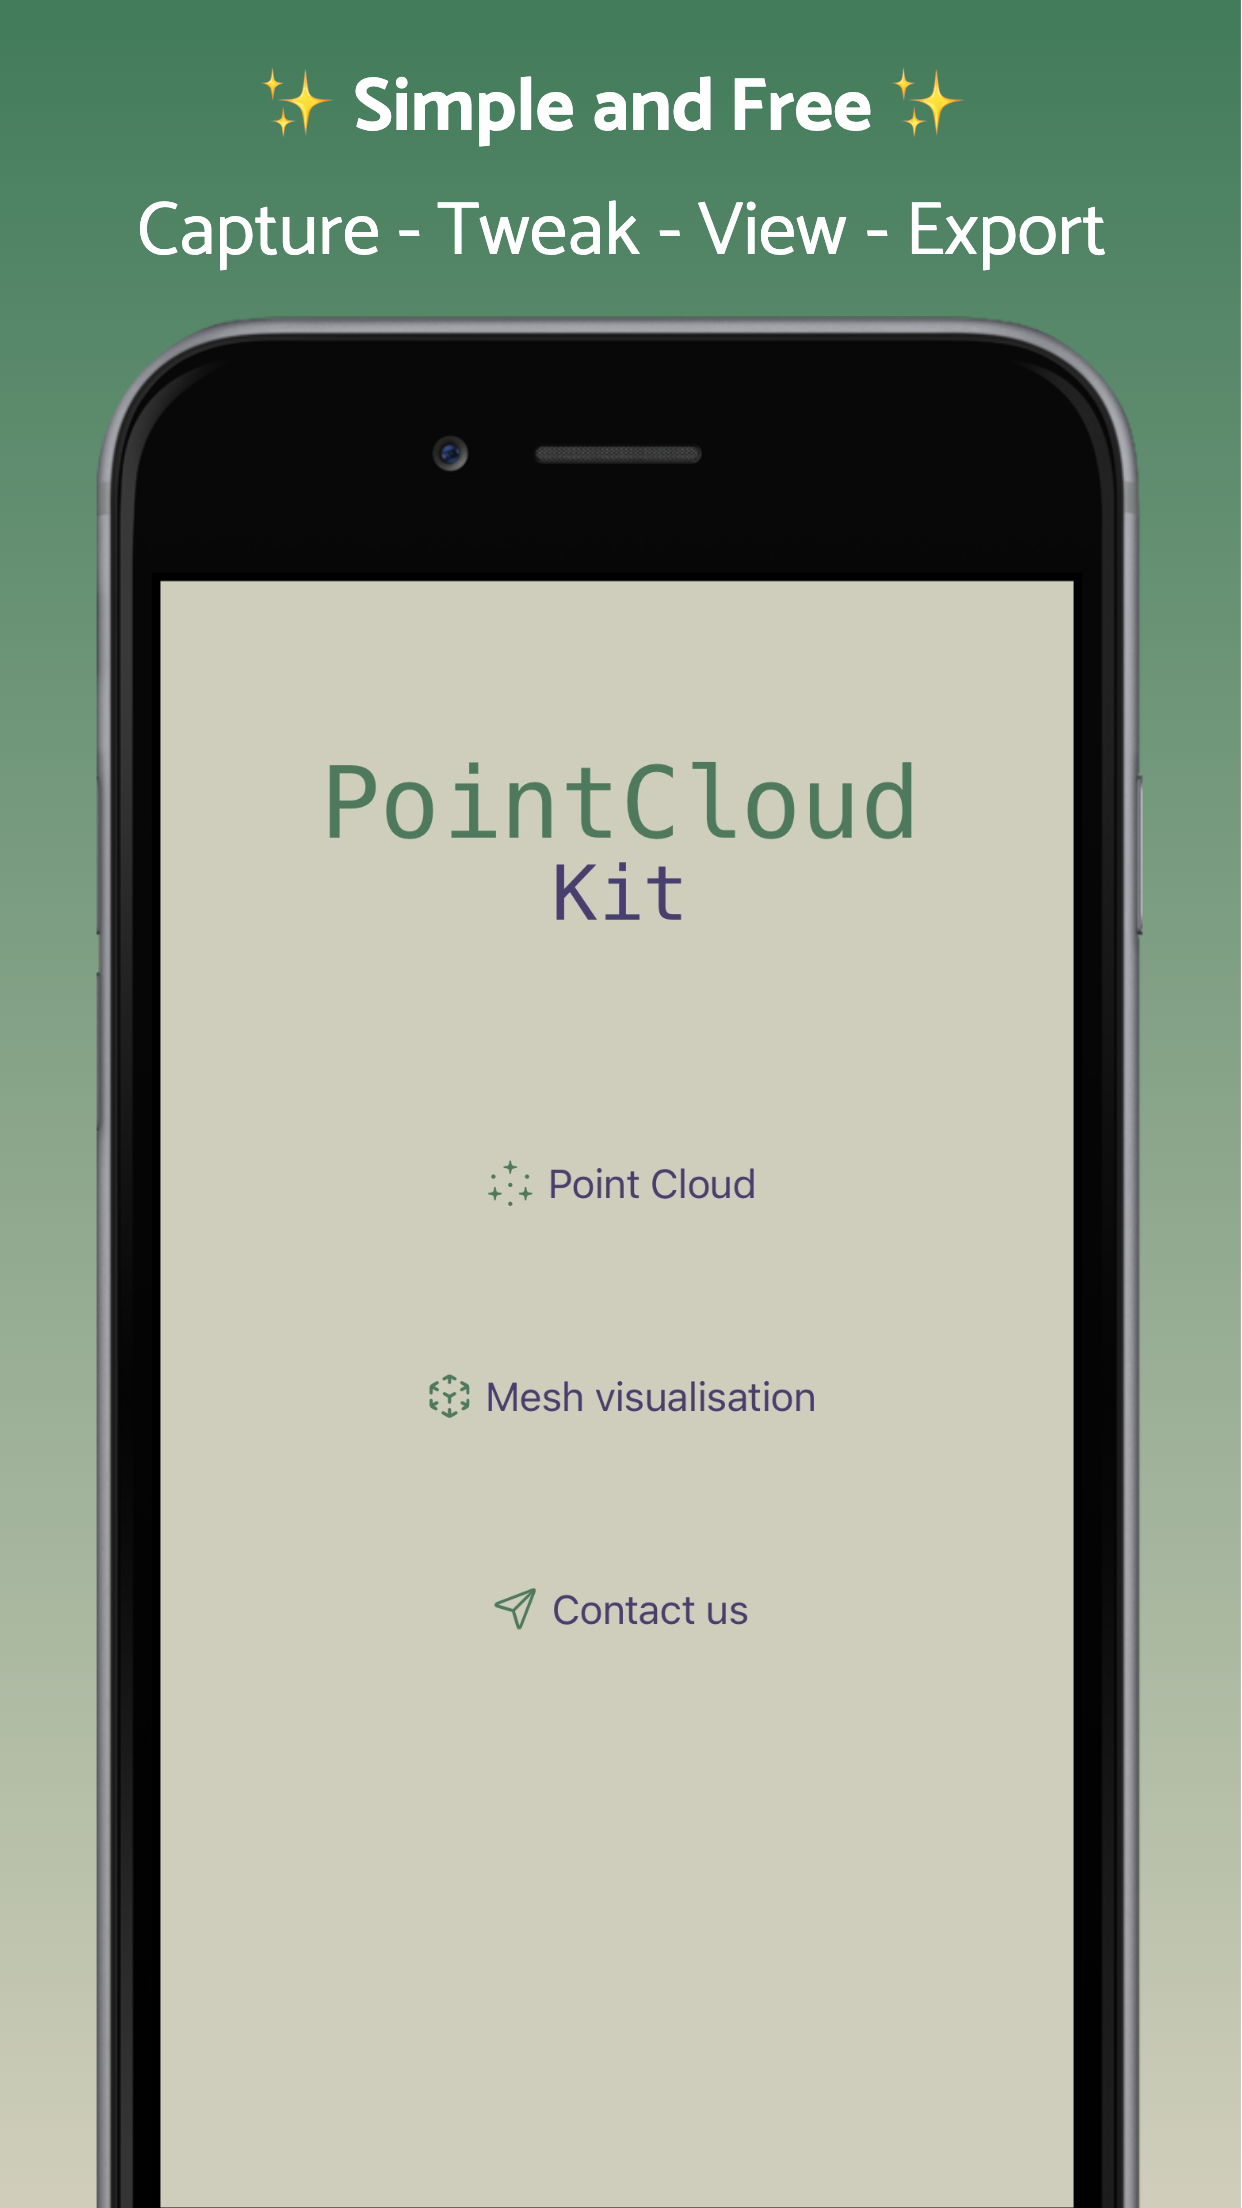 ✨ Simple and Free ✨
Capture - Tweak - View - Export
PointCloud
Kit
Point Cloud
Mesh visualisation
Contact us